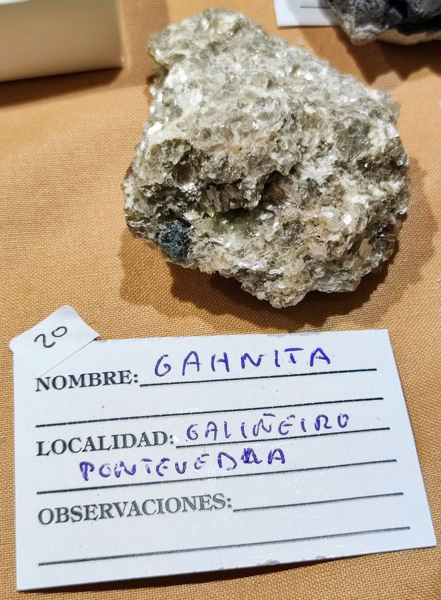 20
NOMBRE: GAHNITA
LOCALIDAD: GALIÑEIRO
PONTEVEDRA
OBSERVACIONES: